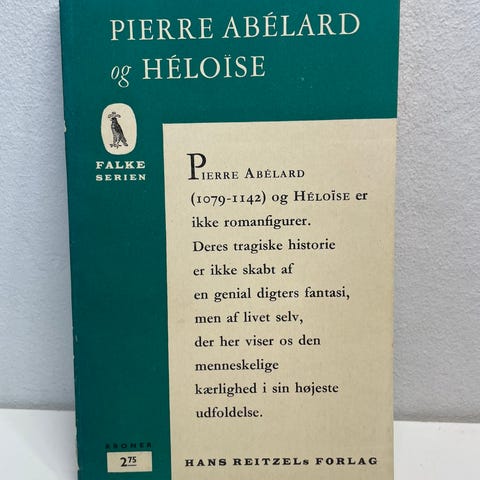 PIERRE ABÉLARD
og HÉLOÏSE
FALKE
SERIEN
PIERRE ABÉLARD
(1079-1142) og HÉLOÏSE er
ikke romanfigurer.
Deres tragiske historie
er ikke skabt af
en genial digters fantasi,
men af livet selv,
der her viser os den
menneskelige
kærlighed i sin højeste
udfoldelse.
KRONER
2.75
HANS REITZELS FORLAG